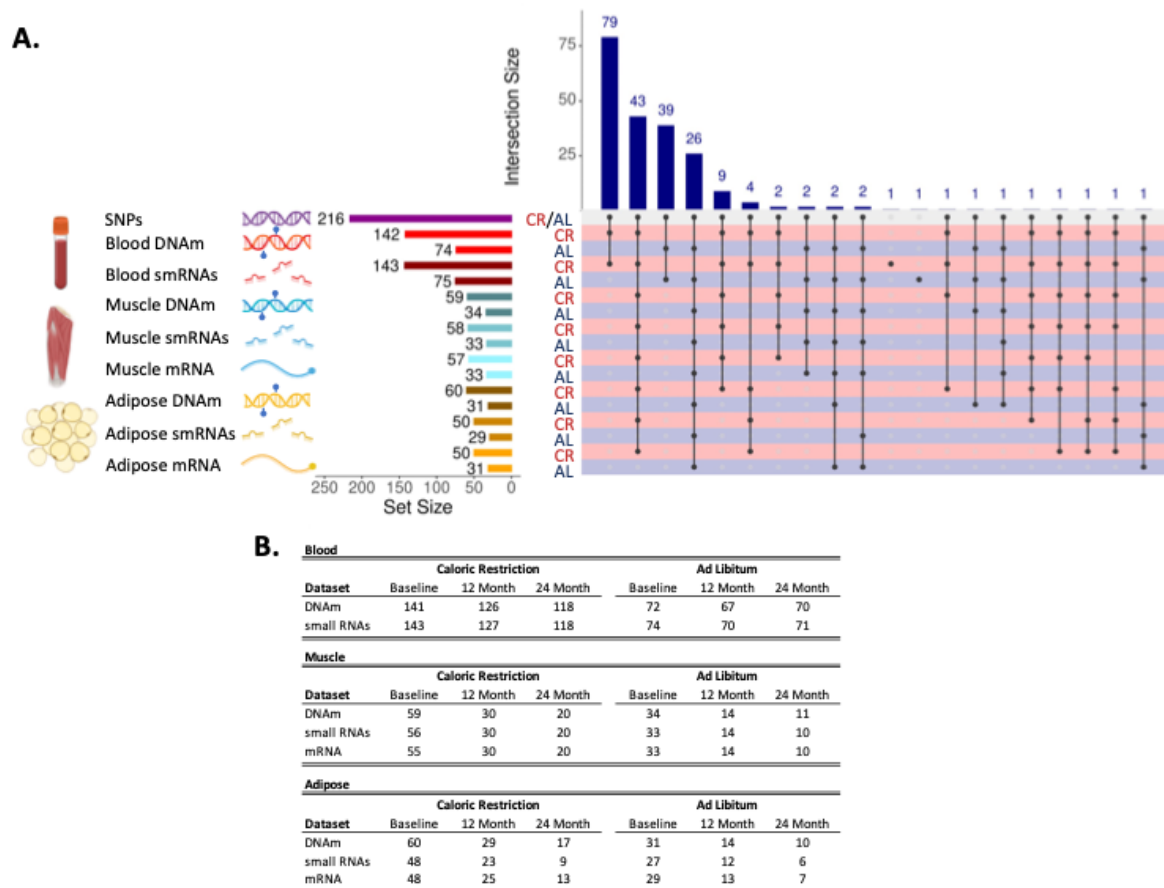 A.
79
75
43
39
50
26
25
9
4
2
2
2
2
1
1
1
1
1
1
1
1
1
1
Intersection Size
SNPs 216 CR/AL
Blood DNAm 142 CR
74 AL
Blood smRNAs 143 CR
75 AL
Muscle DNAm 59 CR
34 AL
Muscle smRNAs 58 CR
33 AL
Muscle mRNA 57 CR
33 AL
Adipose DNAm 60 CR
31 AL
Adipose smRNAs 50 CR
29 AL
Adipose mRNA 50 CR
31 AL
250 200 150 100 50 0
Set Size
B.
Blood
Caloric Restriction Ad Libitum
Dataset Baseline 12 Month 24 Month Baseline 12 Month 24 Month
DNAm 141 126 118 72 67 70
small RNAs 143 127 118 74 70 71
Muscle
Caloric Restriction Ad Libitum
Dataset Baseline 12 Month 24 Month Baseline 12 Month 24 Month
DNAm 59 30 20 34 14 11
small RNAs 56 30 20 33 14 10
mRNA 55 30 20 33 14 10
Adipose
Caloric Restriction Ad Libitum
Dataset Baseline 12 Month 24 Month Baseline 12 Month 24 Month
DNAm 60 29 17 31 14 10
small RNAs 48 23 9 27 12 6
mRNA 48 25 13 29 13 7